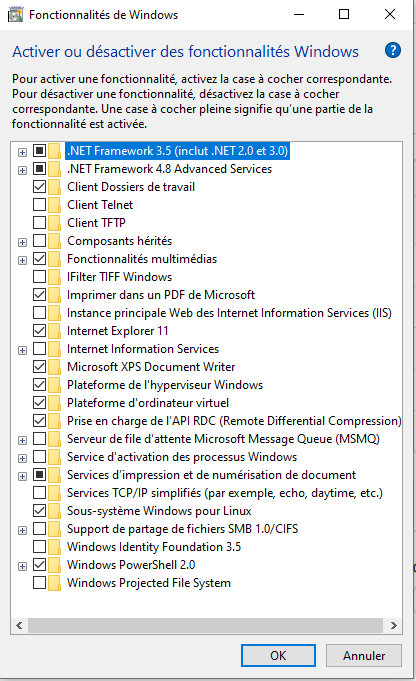 Fonctionnalités de Windows
Activer ou désactiver des fonctionnalités Windows
Pour activer une fonctionnalité, activez la case à cocher correspondante.
Pour désactiver une fonctionnalité, désactivez la case à cocher
correspondante. Une case à cocher pleine signifie qu'une partie de la
fonctionnalité est activée.
.NET Framework 3.5 (inclut .NET 2.0 et 3.0)
.NET Framework 4.8 Advanced Services
Client Dossiers de travail
Client Telnet
Client TFTP
Composants hérités
Fonctionnalités multimédias
IFilter TIFF Windows
Imprimer dans un PDF de Microsoft
Instance principale Web des Internet Information Services (IIS)
Internet Explorer 11
Internet Information Services
Microsoft XPS Document Writer
Plateforme de l'hyperviseur Windows
Plateforme d'ordinateur virtuel
Prise en charge de l'API RDC (Remote Differential Compression)
Serveur de file d'attente Microsoft Message Queue (MSMQ)
Service d'activation des processus Windows
Services d'impression et de numérisation de document
Services TCP/IP simplifiés (par exemple, echo, daytime, etc.)
Sous-système Windows pour Linux
Support de partage de fichiers SMB 1.0/CIFS
Windows Identity Foundation 3.5
Windows PowerShell 2.0
Windows Projected File System
OK
Annuler